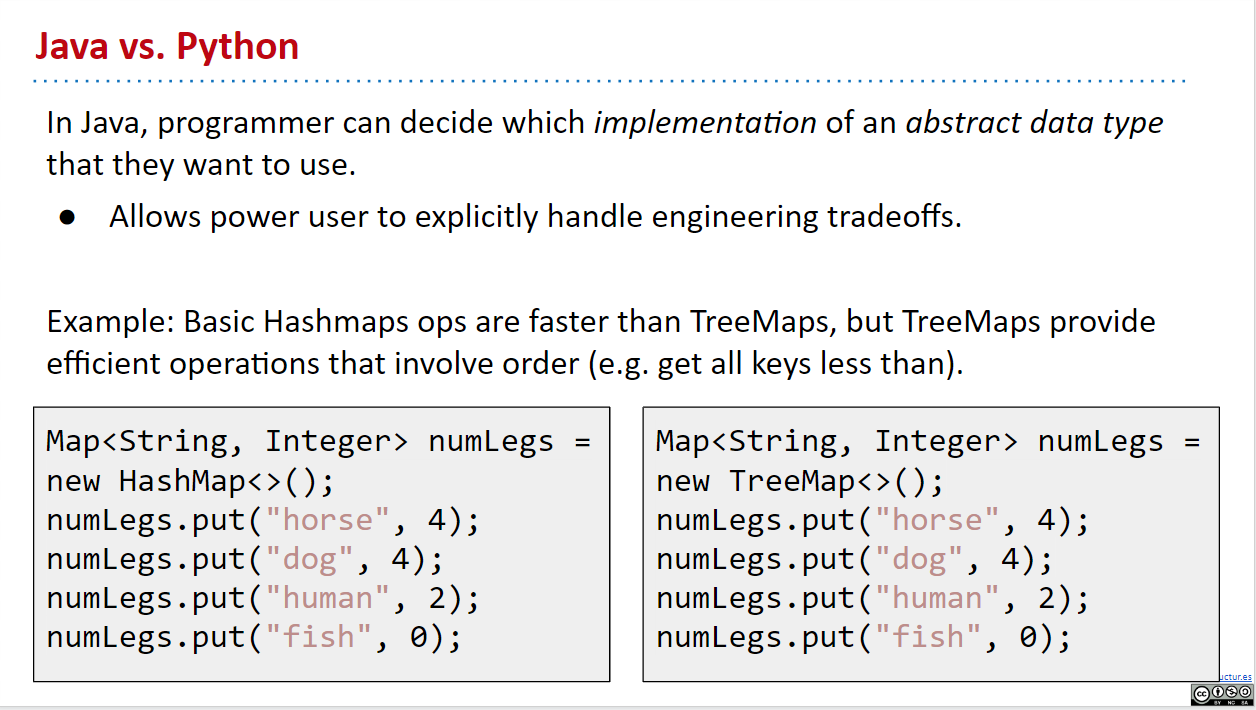 Java vs. Python
In Java, programmer can decide which implementation of an abstract data type
that they want to use.
● Allows power user to explicitly handle engineering tradeoffs.
Example: Basic Hashmaps ops are faster than TreeMaps, but TreeMaps provide
efficient operations that involve order (e.g. get all keys less than).
Map<String, Integer> numLegs =
new HashMap<>();
numLegs.put("horse", 4);
numLegs.put("dog", 4);
numLegs.put("human", 2);
numLegs.put("fish", 0);
Map<String, Integer> numLegs =
new TreeMap<>();
numLegs.put("horse", 4);
numLegs.put("dog", 4);
numLegs.put("human", 2);
numLegs.put("fish", 0);
uctur.es
cc
BY NC SA